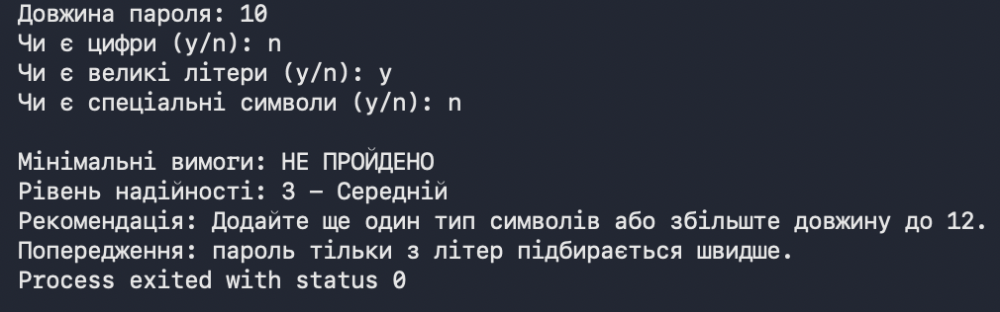 Довжина пароля: 10
Чи є цифри (y/n): n
Чи є великі літери (y/n): y
Чи є спеціальні символи (y/n): n
Мінімальні вимоги: НЕ ПРОЙДЕНО
Рівень надійності: 3 — Середній
Рекомендація: Додайте ще один тип символів або збільште довжину до 12.
Попередження: пароль тільки з літер підбирається швидше.
Process exited with status 0